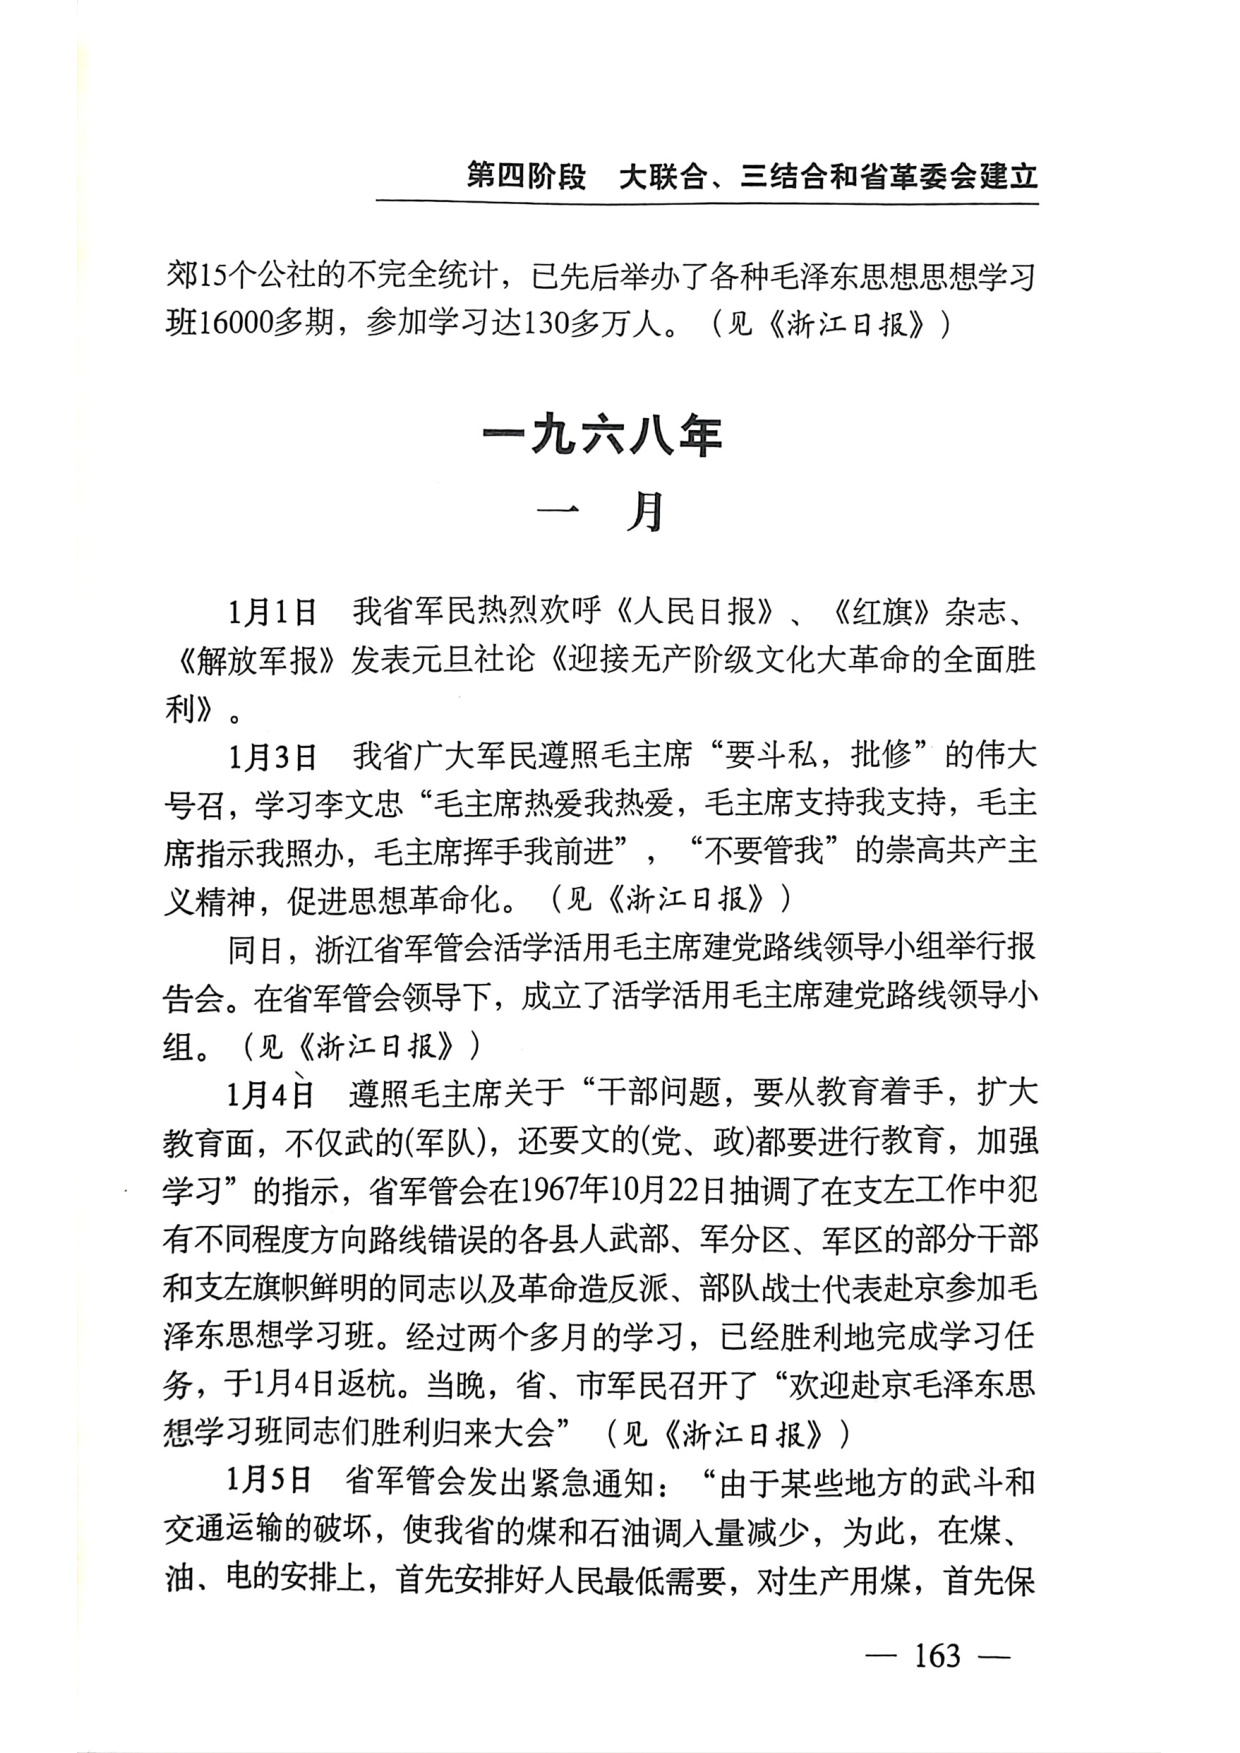 第四阶段　大联合、三结合和省革委会建立
郊15个公社的不完全统计，已先后举办了各种毛泽东思想思想学习
班16000多期，参加学习达130多万人。（见《浙江日报》）
一九六八年
一　月
1月1日　我省军民热烈欢呼《人民日报》、《红旗》杂志、
《解放军报》发表元旦社论《迎接无产阶级文化大革命的全面胜
利》。
1月3日　我省广大军民遵照毛主席“要斗私，批修”的伟大
号召，学习李文忠“毛主席热爱我热爱，毛主席支持我支持，毛主
席指示我照办，毛主席挥手我前进”，“不要管我”的崇高共产主
义精神，促进思想革命化。（见《浙江日报》）
同日，浙江省军管会活学活用毛主席建党路线领导小组举行报
告会。在省军管会领导下，成立了活学活用毛主席建党路线领导小
组。（见《浙江日报》）
1月4日　遵照毛主席关于“干部问题，要从教育着手，扩大
教育面，不仅武的(军队)，还要文的(党、政)都要进行教育，加强
学习”的指示，省军管会在1967年10月22日抽调了在支左工作中犯
有不同程度方向路线错误的各县人武部、军分区、军区的部分干部
和支左旗帜鲜明的同志以及革命造反派、部队战士代表赴京参加毛
泽东思想学习班。经过两个多月的学习，已经胜利地完成学习任
务，于1月4日返杭。当晚，省、市军民召开了“欢迎赴京毛泽东思
想学习班同志们胜利归来大会”（见《浙江日报》）
1月5日　省军管会发出紧急通知：“由于某些地方的武斗和
交通运输的破坏，使我省的煤和石油调入量减少，为此，在煤、
油、电的安排上，首先安排好人民最低需要，对生产用煤，首先保
— 163 —